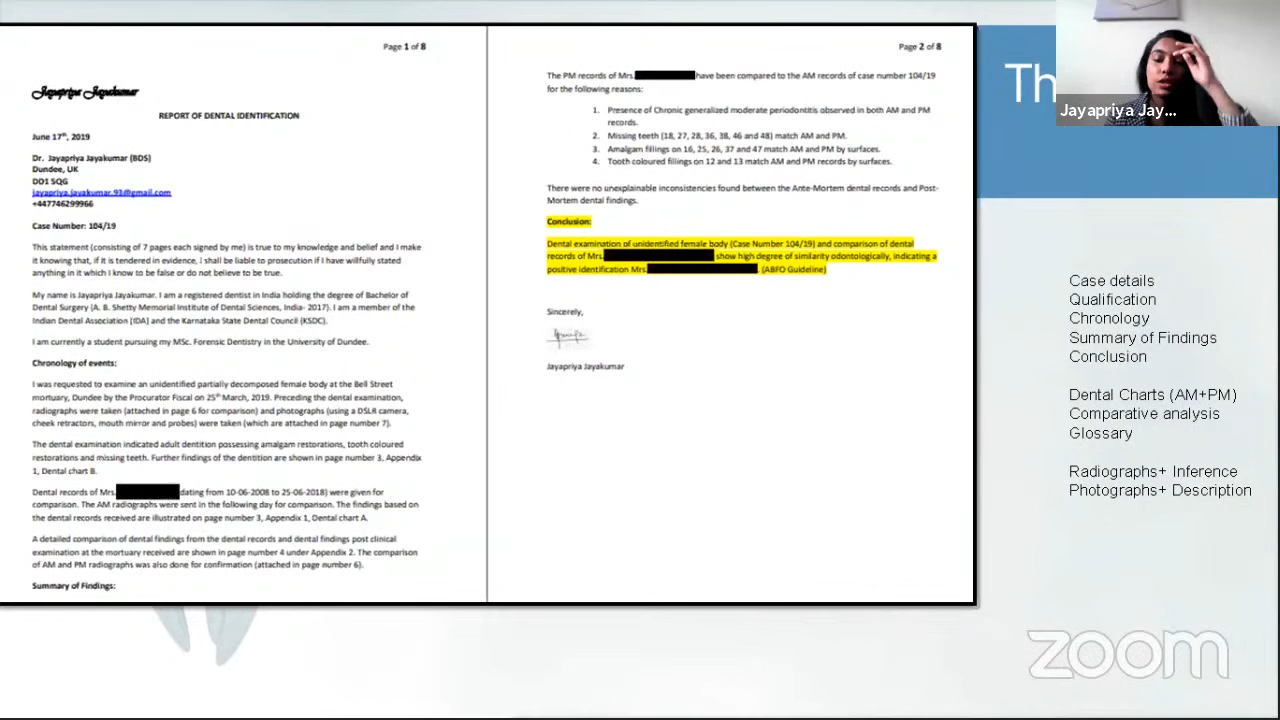 Page 1 of 8
Jayapriya Jayakumar
REPORT OF DENTAL IDENTIFICATION
June 17th, 2019
Dr. Jayapriya Jayakumar (BDS)
Dundee, UK
DD1 5QG
jayapriya.jayakumar.93@gmail.com
+447746299966
Case Number: 104/19
This statement (consisting of 7 pages each signed by me) is true to my knowledge and belief and I make
it knowing that, if it is tendered in evidence, i shall be liable to prosecution if I have willfully stated
anything in it which I know to be false or do not believe to be true.
My name is Jayapriya Jayakumar. I am a registered dentist in India holding the degree of Bachelor of
Dental Surgery (A. B. Shetty Memorial Institute of Dental Sciences, India- 2017). I am a member of the
Indian Dental Association (IDA) and the Karnataka State Dental Council (KSDC).
I am currently a student pursuing my MSc. Forensic Dentistry in the University of Dundee.
Chronology of events:
I was requested to examine an unidentified partially decomposed female body at the Bell Street
mortuary, Dundee by the Procurator Fiscal on 25th March, 2019. Preceding the dental examination,
radiographs were taken (attached in page 6 for comparison) and photographs (using a DSLR camera,
cheek retractors, mouth mirror and probes) were taken (which are attached in page number 7).
The dental examination indicated adult dentition possessing amalgam restorations, tooth coloured
restorations and missing teeth. Further findings of the dentition are shown in page number 3, Appendix
1, Dental chart B.
Dental records of Mrs. dating from 10-06-2008 to 25-06-2018) were given for
comparison. The AM radiographs were sent in the following day for comparison. The findings based on
the dental records received are illustrated on page number 3, Appendix 1, Dental chart A.
A detailed comparison of dental findings from the dental records and dental findings post clinical
examination at the mortuary received are shown in page number 4 under Appendix 2. The comparison
of AM and PM radiographs was also done for confirmation (attached in page number 6).
Summary of Findings:
Page 2 of 8
The PM records of Mrs. have been compared to the AM records of case number 104/19
for the following reasons:
1. Presence of Chronic generalized moderate periodontitis observed in both AM and PM
records.
2. Missing teeth (18, 27, 28, 36, 38, 46 and 48) match AM and PM.
3. Amalgam fillings on 16, 25, 26, 37 and 47 match AM and PM by surfaces.
4. Tooth coloured fillings on 12 and 13 match AM and PM records by surfaces.
There were no unexplainable inconsistencies found between the Ante-Mortem dental records and Post-
Mortem dental findings.
Conclusion:
Dental examination of unidentified female body (Case Number 104/19) and comparison of dental
records of Mrs. show high degree of similarity odontologically, indicating a
positive identification Mrs. . (ABFO Guideline)
Sincerely,
Jayapriya Jayakumar
Th
Jayapriya Jay...
Case details
Chronology
Summary of Findings
Conclusion
Dental charts (AM+PM)
Comparative analysis
Glossary
Radiographs+ Inference
Photographs+ Description
zoom